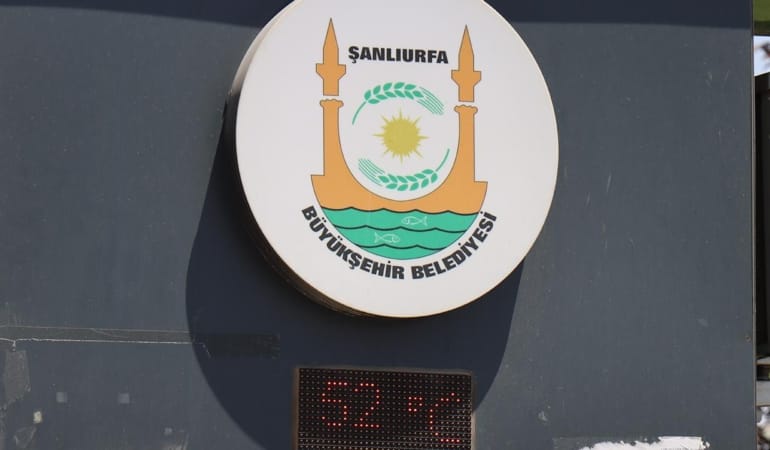 ŞANLIURFA
BÜYÜKŞEHİR BELEDİYESİ
52 °C